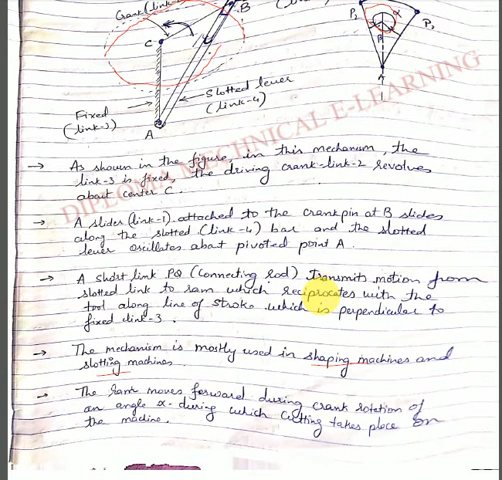 Crank (link
B
C
P1
P2
α
β
A
Slotted lever
(link-4)
Fixed
(link-3)
A
DIPLOMA MECHNICAL E-LEARNING
→ As shown in the figure, in this mechanism, the
link-3 is fixed, the driving crank-link-2 revolves
about center C.
→ A slider (link-1) attached to the crankpin at B slides
along the slotted (link-4) bar and the slotted
lever oscillates about pivoted point A.
→ A short link PQ (Connecting Rod) Transmits motion from
slotted link to ram which reciprocates with the
tool along line of stroke which is perpendicular to
fixed link-3.
→ The mechanism is mostly used in shaping machines and
slotting machines.
→ The Ram moves forward during crank rotation of
an angle α- during which cutting takes place on
the machine.